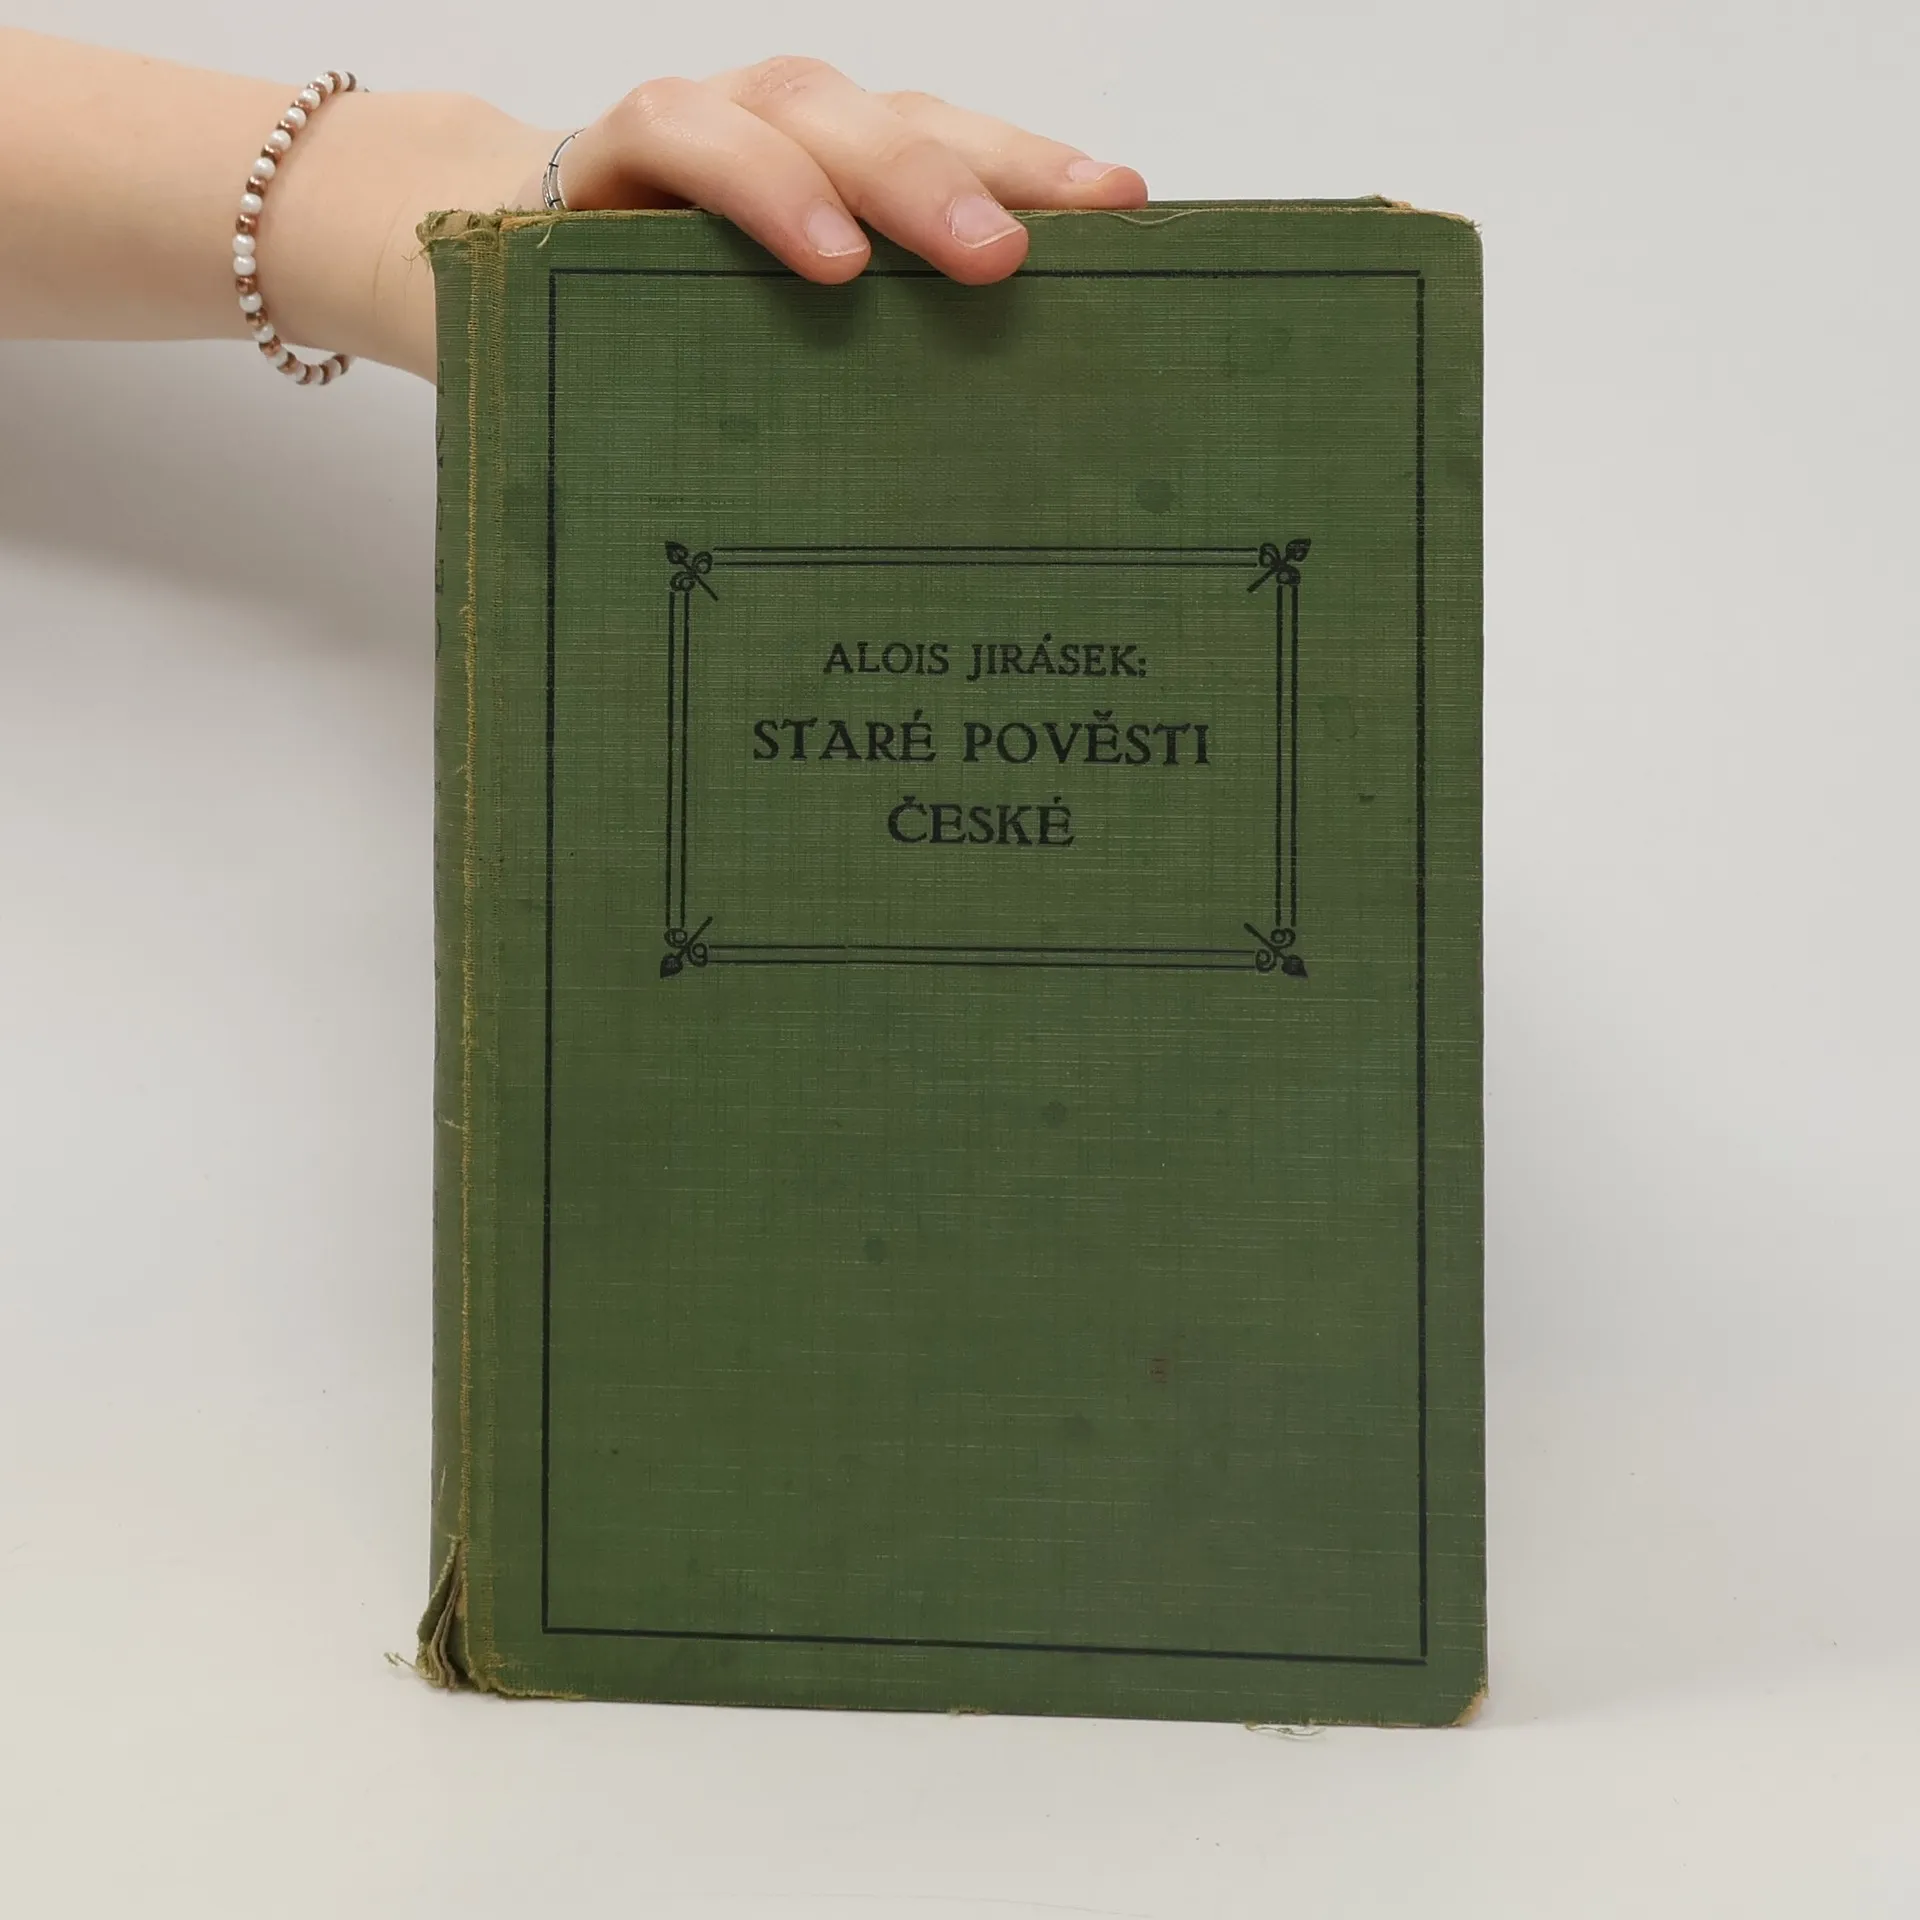 ALOIS JIRÁSEK:
STARÉ POVĚSTI
ČESKÉ